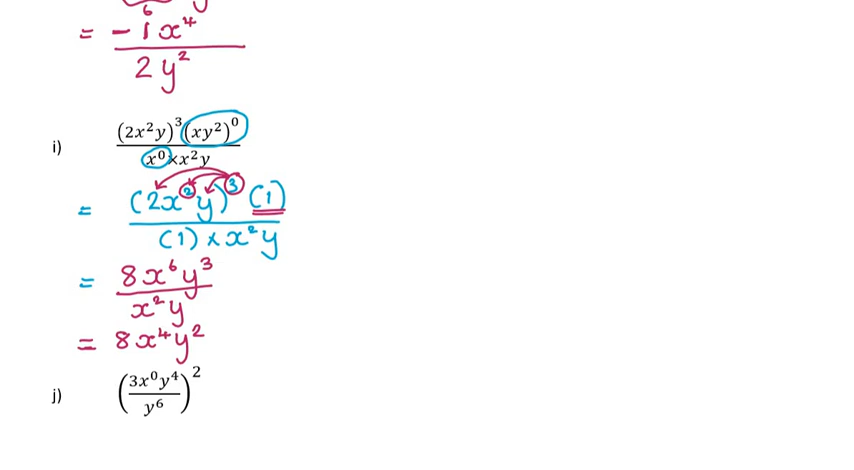 6 y
= -1x⁴
2y²
i) (2x²y)³(xy²)⁰
x⁰×x²y
= (2x²y)³ (1)
(1) × x²y
= 8x⁶y³
x²y
= 8x⁴y²
j) (3x⁰y⁴)²
y⁶